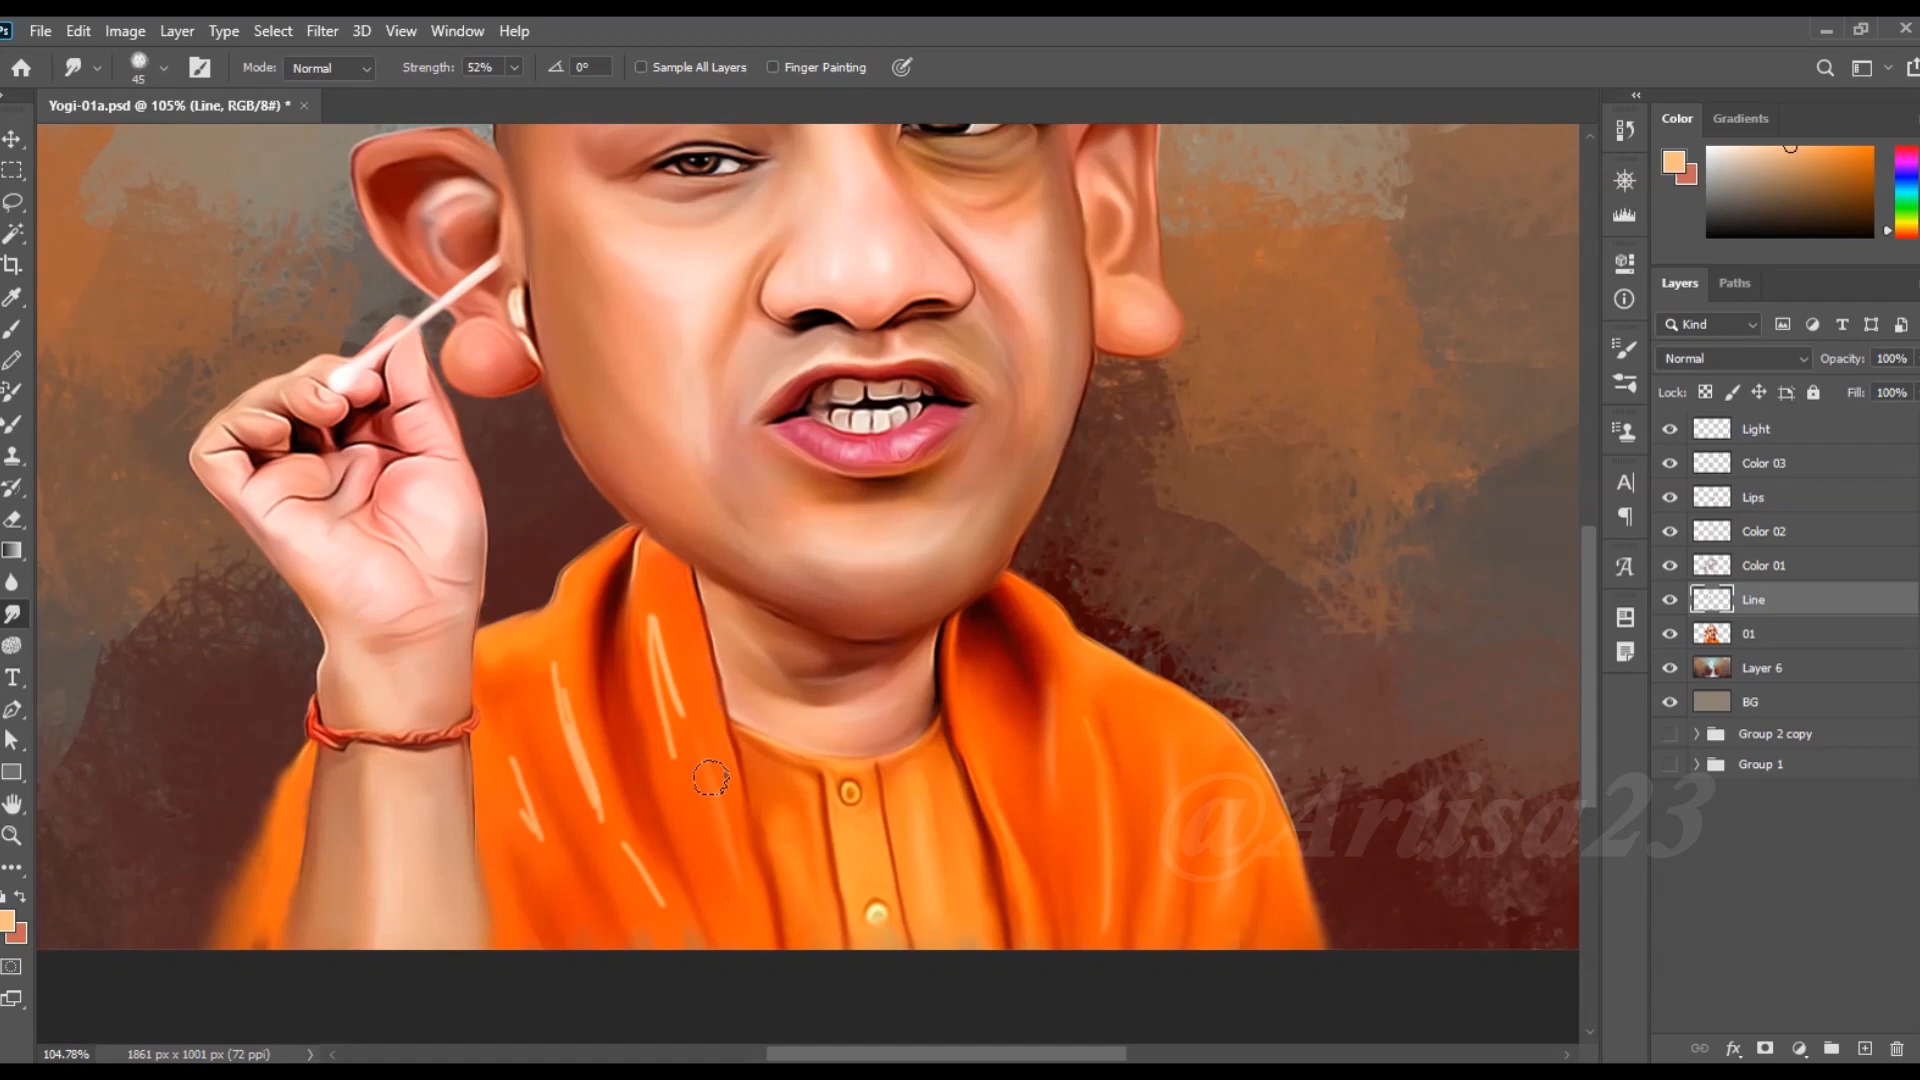 Ps File Edit Image Layer Type Select Filter 3D View Window Help
45 Mode: Normal Strength: 52% 0° Sample All Layers Finger Painting
Yogi-01a.psd @ 105% (Line, RGB/8#) *
Color Gradients
Layers Paths
Kind
Normal Opacity: 100%
Lock: Fill: 100%
Light
Color 03
Lips
Color 02
Color 01
Line
01
Layer 6
BG
Group 2 copy
Group 1
@Artisa23
104.78% 1861 px x 1001 px (72 ppi)
fx